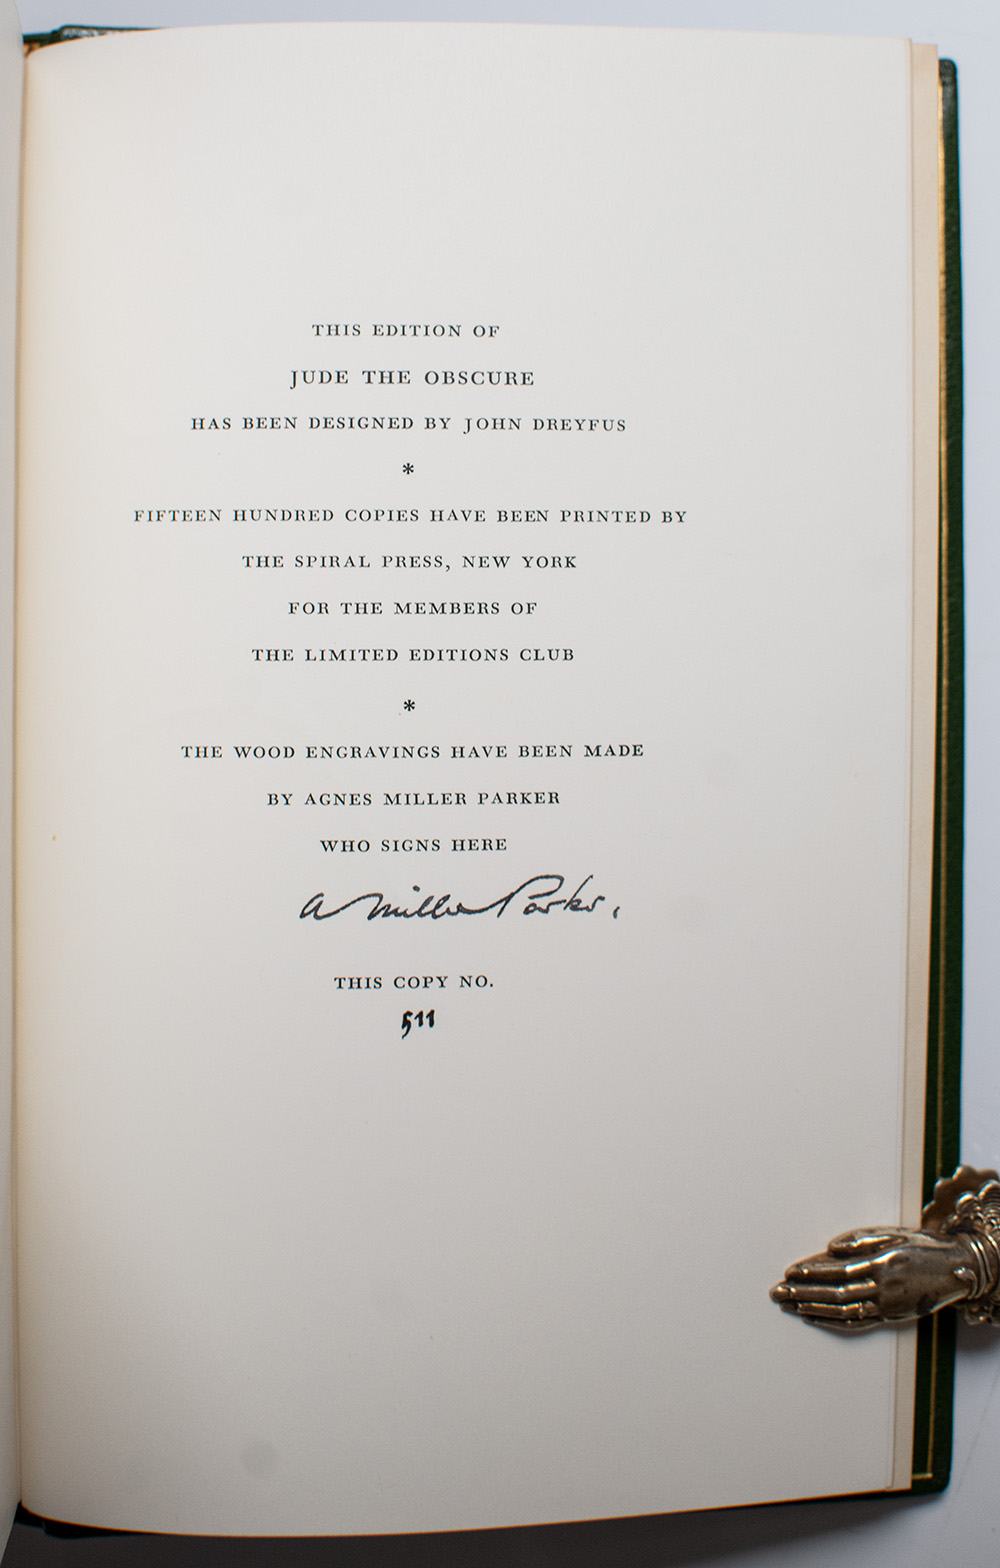 THIS EDITION OF
JUDE THE OBSCURE
HAS BEEN DESIGNED BY JOHN DREYFUS
*
FIFTEEN HUNDRED COPIES HAVE BEEN PRINTED BY
THE SPIRAL PRESS, NEW YORK
FOR THE MEMBERS OF
THE LIMITED EDITIONS CLUB
*
THE WOOD ENGRAVINGS HAVE BEEN MADE
BY AGNES MILLER PARKER
WHO SIGNS HERE
A Miller Parker.
THIS COPY NO.
511